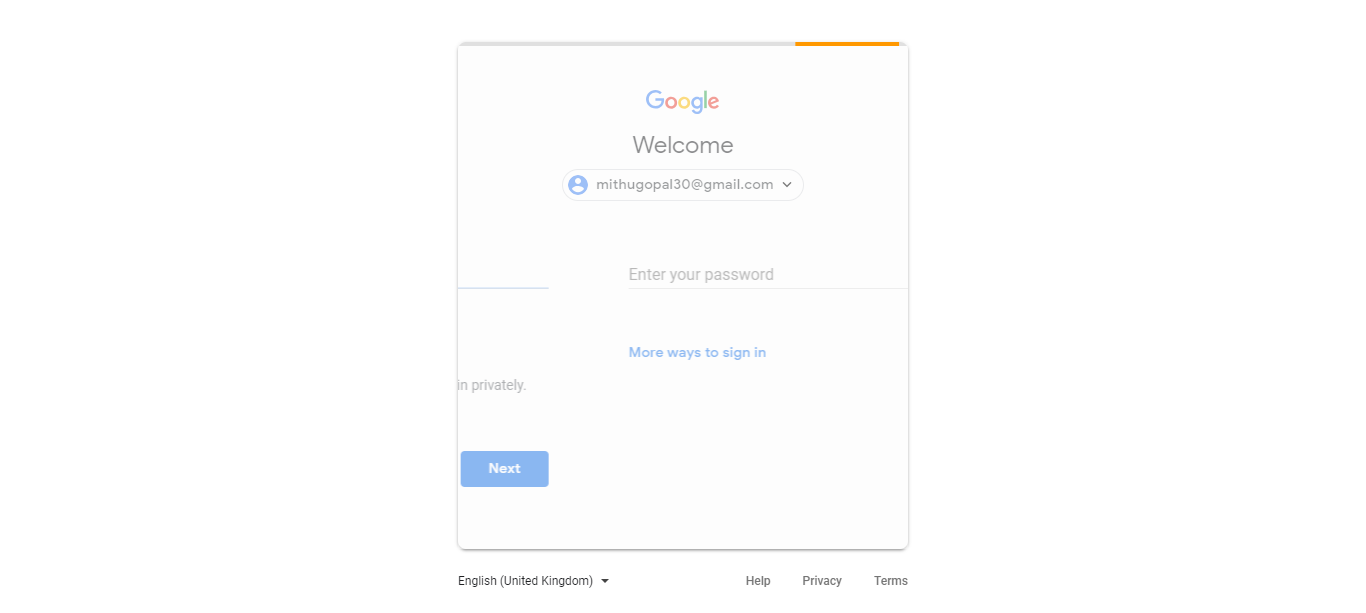 Google
Welcome
mithugopal30@gmail.com
Enter your password
More ways to sign in
in privately.
Next
English (United Kingdom)
Help Privacy Terms